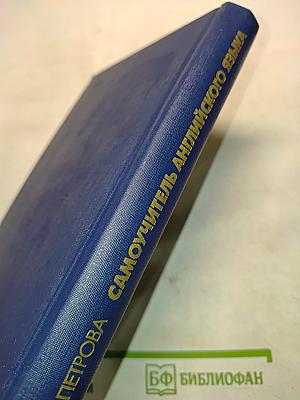 ПЕТРОВА САМОУЧИТЕЛЬ АНГЛИЙСКОГО ЯЗЫКА
БФ БИБЛИОФАН